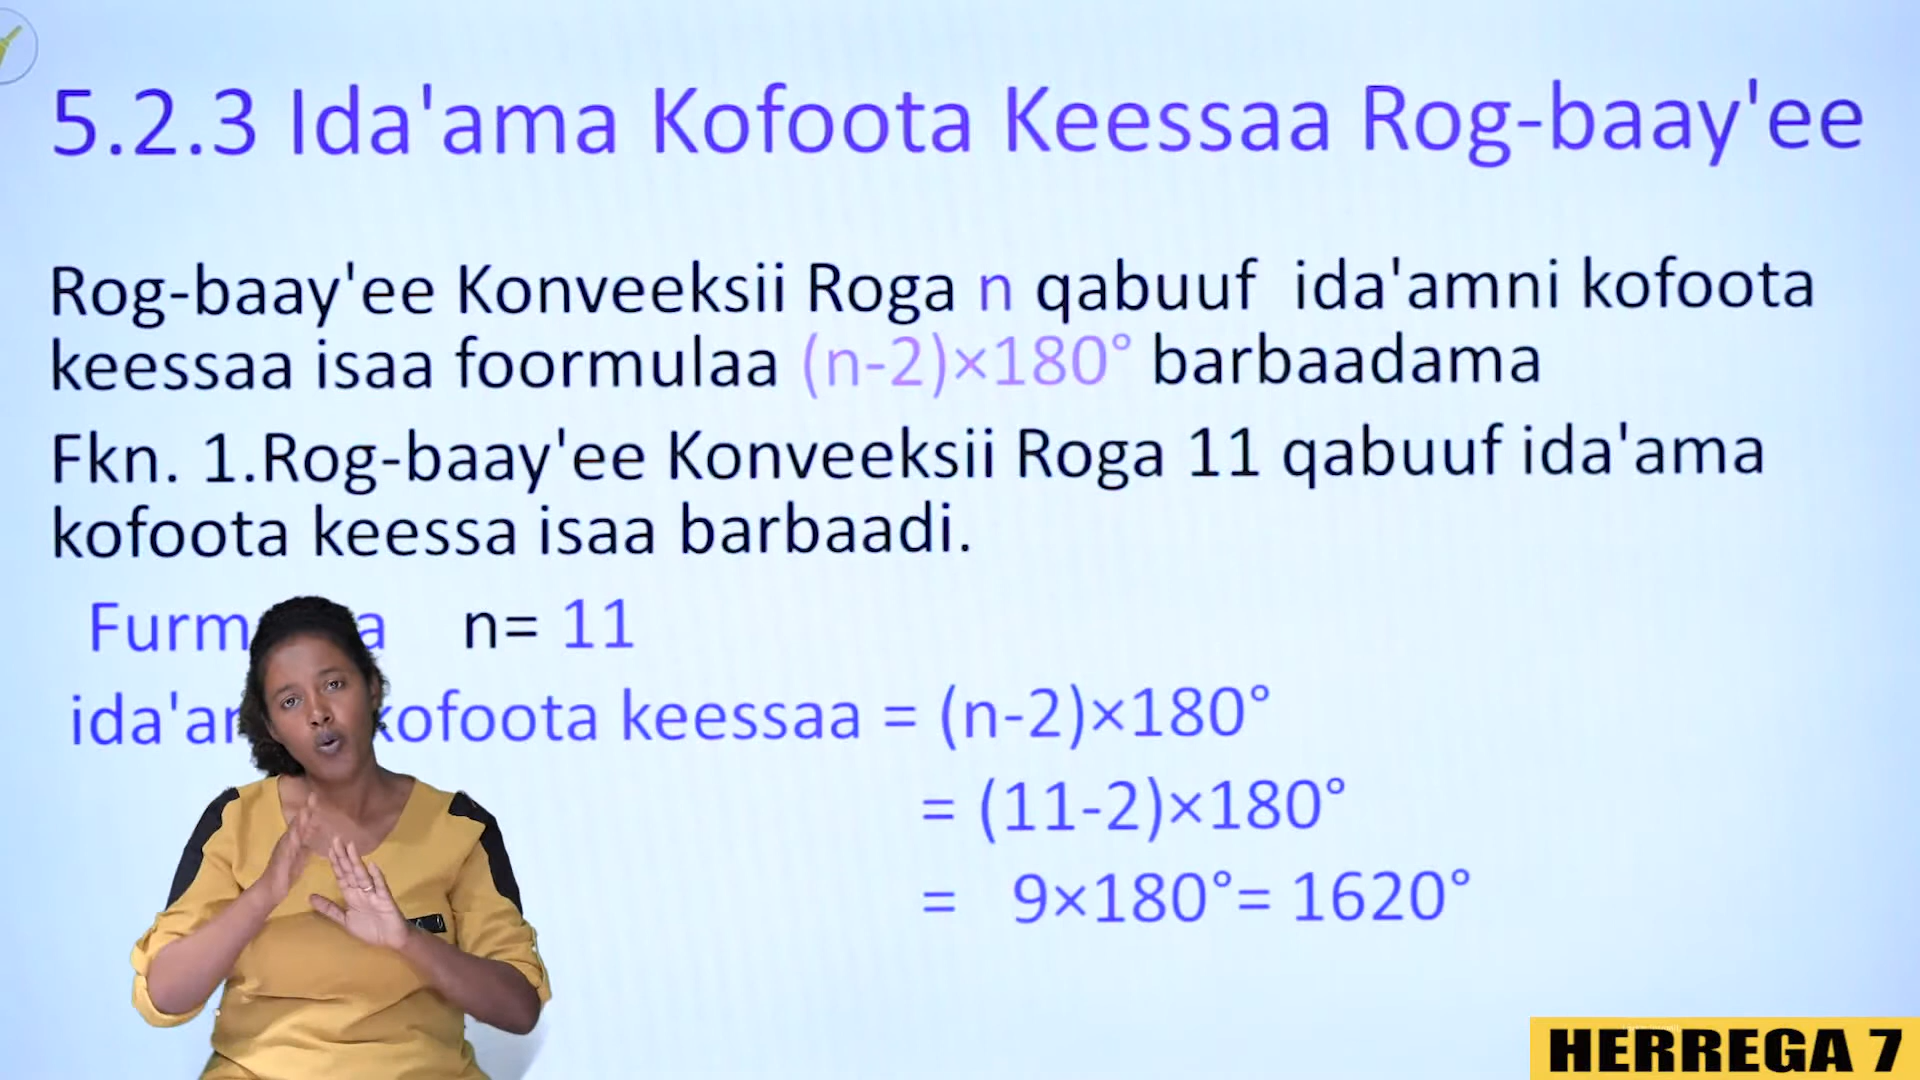 5.2.3 Ida'ama Kofoota Keessaa Rog-baay'ee
Rog-baay'ee Konveeksii Roga n qabuuf ida'amni kofoota
keessaa isaa foormulaa (n-2)×180° barbaadama
Fkn. 1.Rog-baay'ee Konveeksii Roga 11 qabuuf ida'ama
kofoota keessa isaa barbaadi.
n= 11
kofoota keessaa = (n-2)×180°
= (11-2)×180°
= 9×180°= 1620°
HERREGA 7